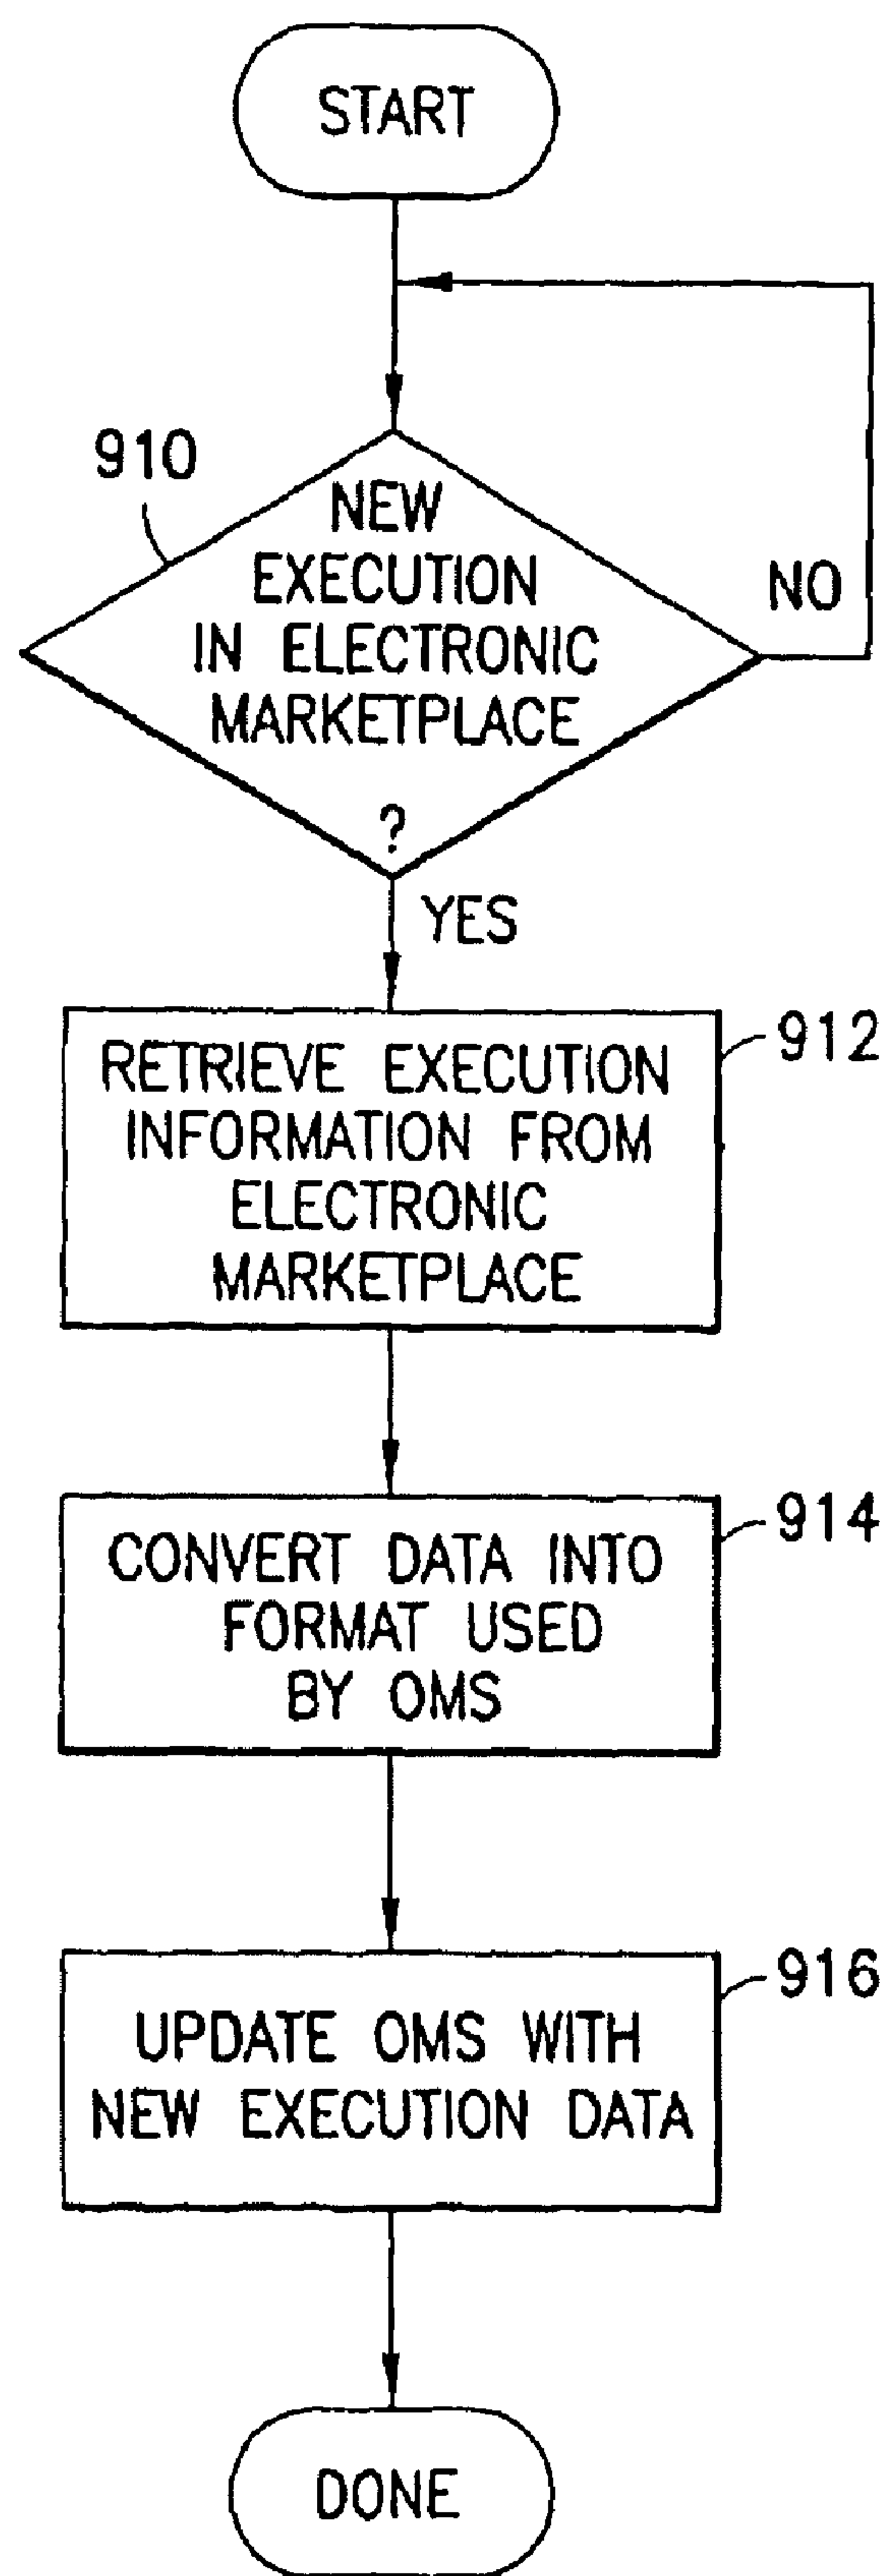 START
910
NEW
EXECUTION
IN ELECTRONIC
MARKETPLACE
?
NO
YES
912
RETRIEVE EXECUTION
INFORMATION FROM
ELECTRONIC
MARKETPLACE
914
CONVERT DATA INTO
FORMAT USED
BY OMS
916
UPDATE OMS WITH
NEW EXECUTION DATA
DONE